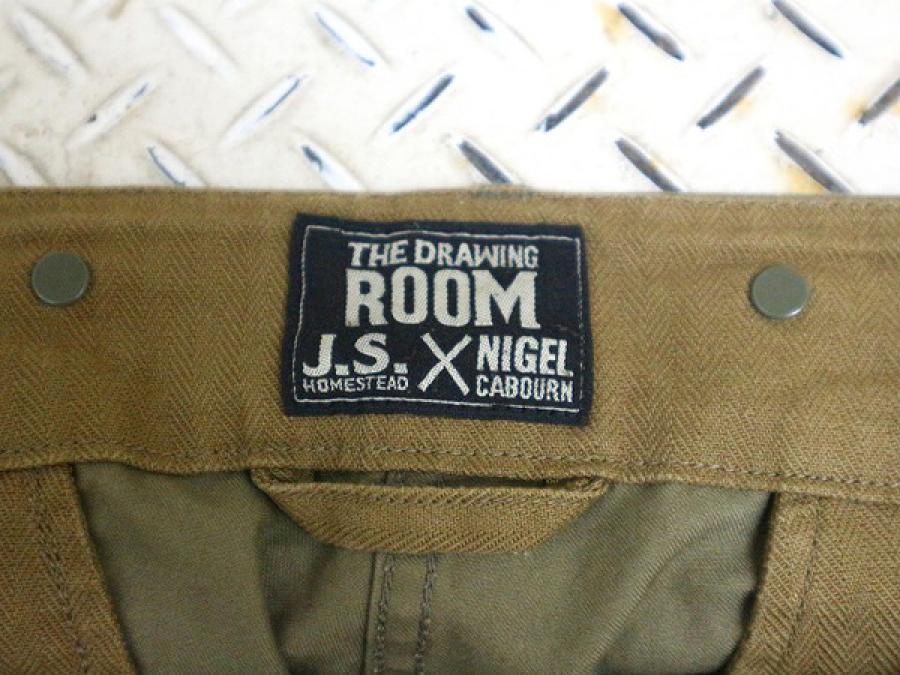 THE DRAWING
ROOM
J.S. X NIGEL
HOMESTEAD CABOURN